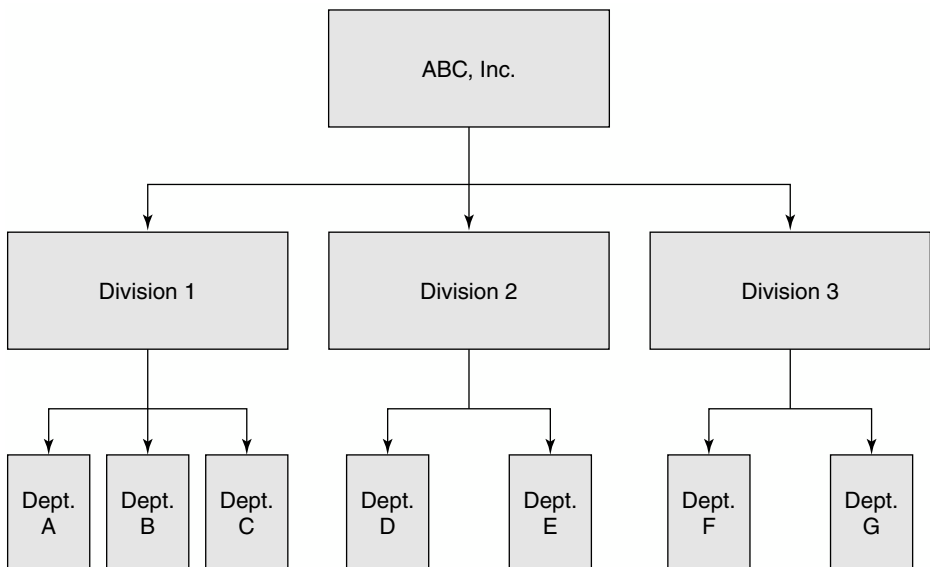 ABC, Inc.
Division 1
Division 2
Division 3
Dept.
A
Dept.
B
Dept.
C
Dept.
D
Dept.
E
Dept.
F
Dept.
G